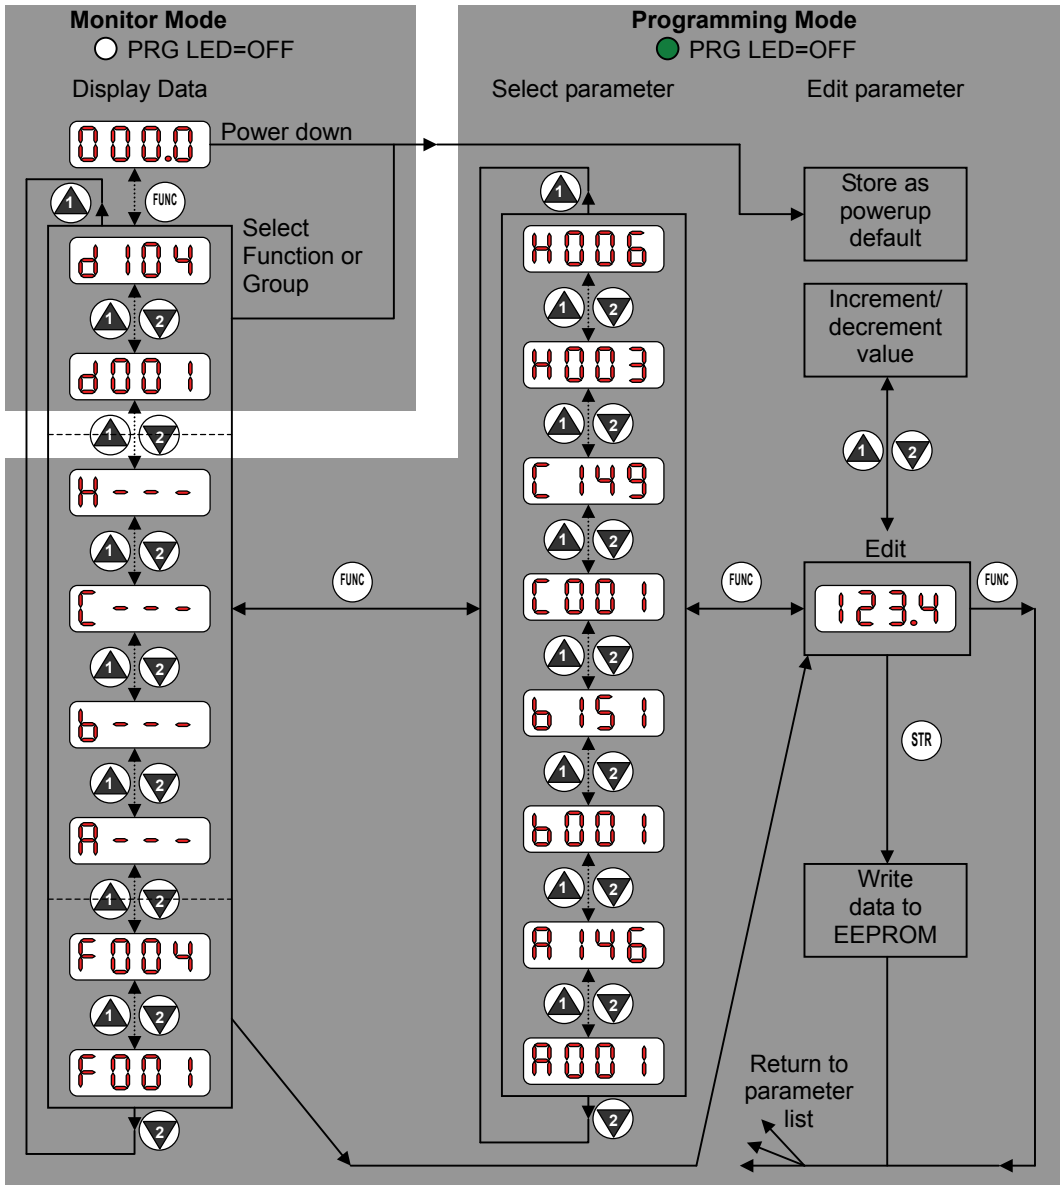 Monitor Mode
PRG LED=OFF
Display Data
000.0
Power down
1
FUNC
Select
Function or
Group
d104
1 2
d001
1 2
H---
1 2
C---
1 2
b---
1 2
A---
1 2
F004
1 2
F001
2
FUNC
Programming Mode
PRG LED=OFF
Select parameter
Edit parameter
1
H006
1 2
H003
1 2
C149
1 2
C001
1 2
b151
1 2
b001
1 2
A146
1 2
A001
2
FUNC
Store as
powerup
default
Increment/
decrement
value
1 2
Edit
123.4
FUNC
STR
Write
data to
EEPROM
Return to
parameter
list